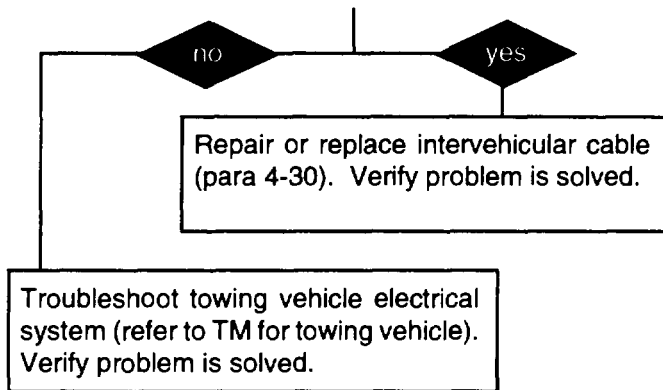 no
yes
Repair or replace intervehicular cable
(para 4-30). Verify problem is solved.
Troubleshoot towing vehicle electrical
system (refer to TM for towing vehicle).
Verify problem is solved.